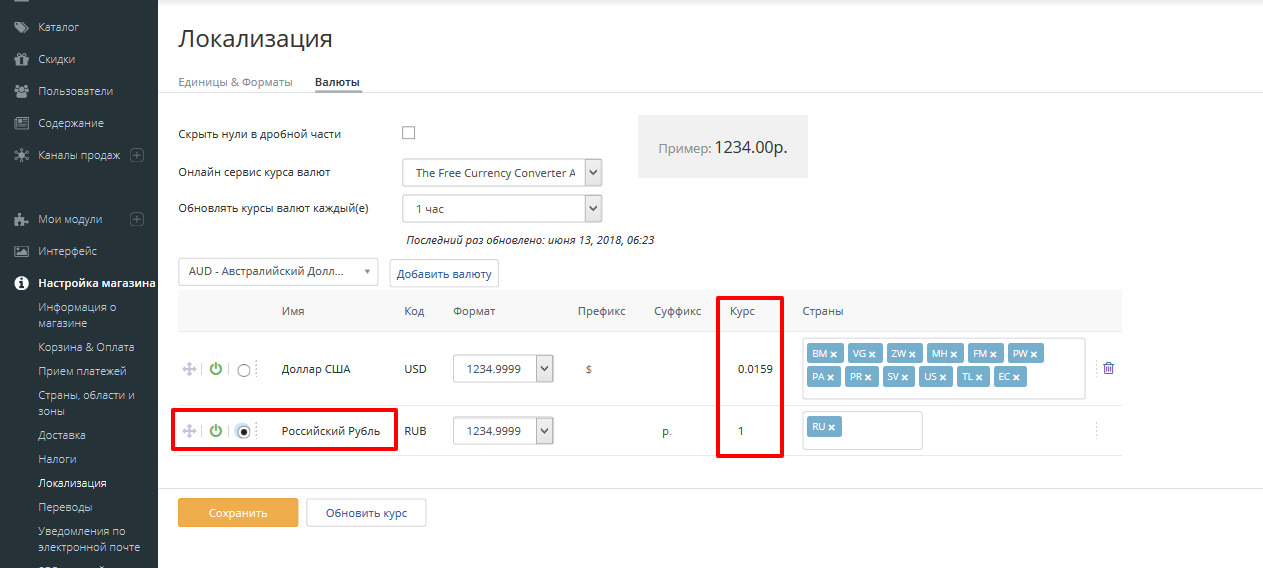 Каталог
Скидки
Пользователи
Содержание
Каналы продаж
Мои модули
Интерфейс
Настройка магазина
Информация о
магазине
Корзина & Оплата
Прием платежей
Страны, области и
зоны
Доставка
Налоги
Локализация
Переводы
Уведомления по
электронной почте
Локализация
Единицы & Форматы Валюты
Скрыть нули в дробной части
Пример: 1234.00р.
Онлайн сервис курса валют The Free Currency Converter A
Обновлять курсы валют каждый(е) 1 час
Последний раз обновлено: июня 13, 2018, 06:23
AUD - Австралийский Долл... Добавить валюту
Имя Код Формат Префикс Суффикс Курс Страны
Доллар США USD 1234.9999 $ 0.0159
BM x VG x ZW x MH x FM x PW x
PA x PR x SV x US x TL x EC x
Российский Рубль RUB 1234.9999 р. 1 RU x
Сохранить Обновить курс